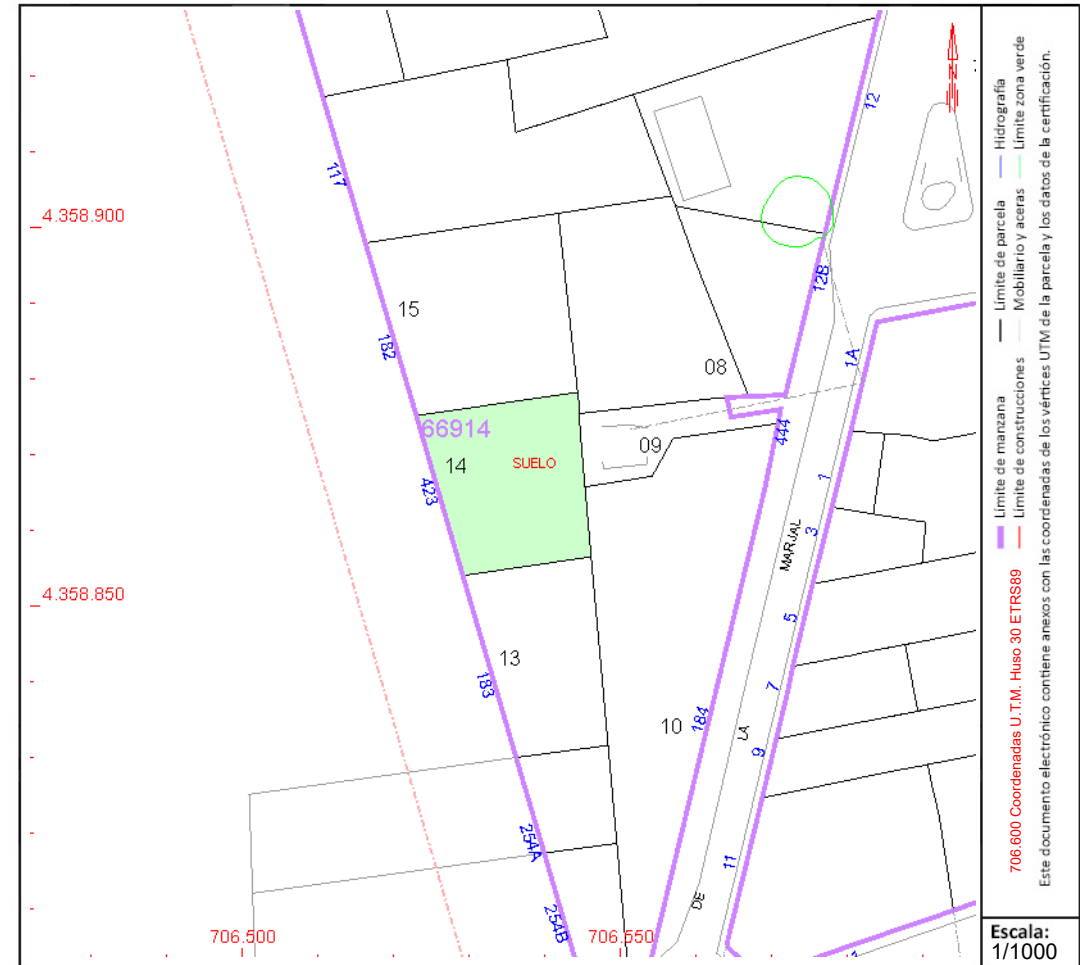 12
N
117
4.358.900
12B
15
182
1A
08
66914
444
09
14
SUELO
1
423
3
MARJAL
4.358.850
5
13
183
7
184
10
LA
9
254A
11
DE
254B
706.500
706.550
Límite de manzana
Límite de parcela
Hidrografía
Límite de construcciones
Mobiliario y aceras
Límite zona verde
706.600 Coordenadas U.T.M. Huso 30 ETRS89
Este documento electrónico contiene anexos con las coordenadas de los vértices UTM de la parcela y los datos de la certificación.
Escala:
1/1000